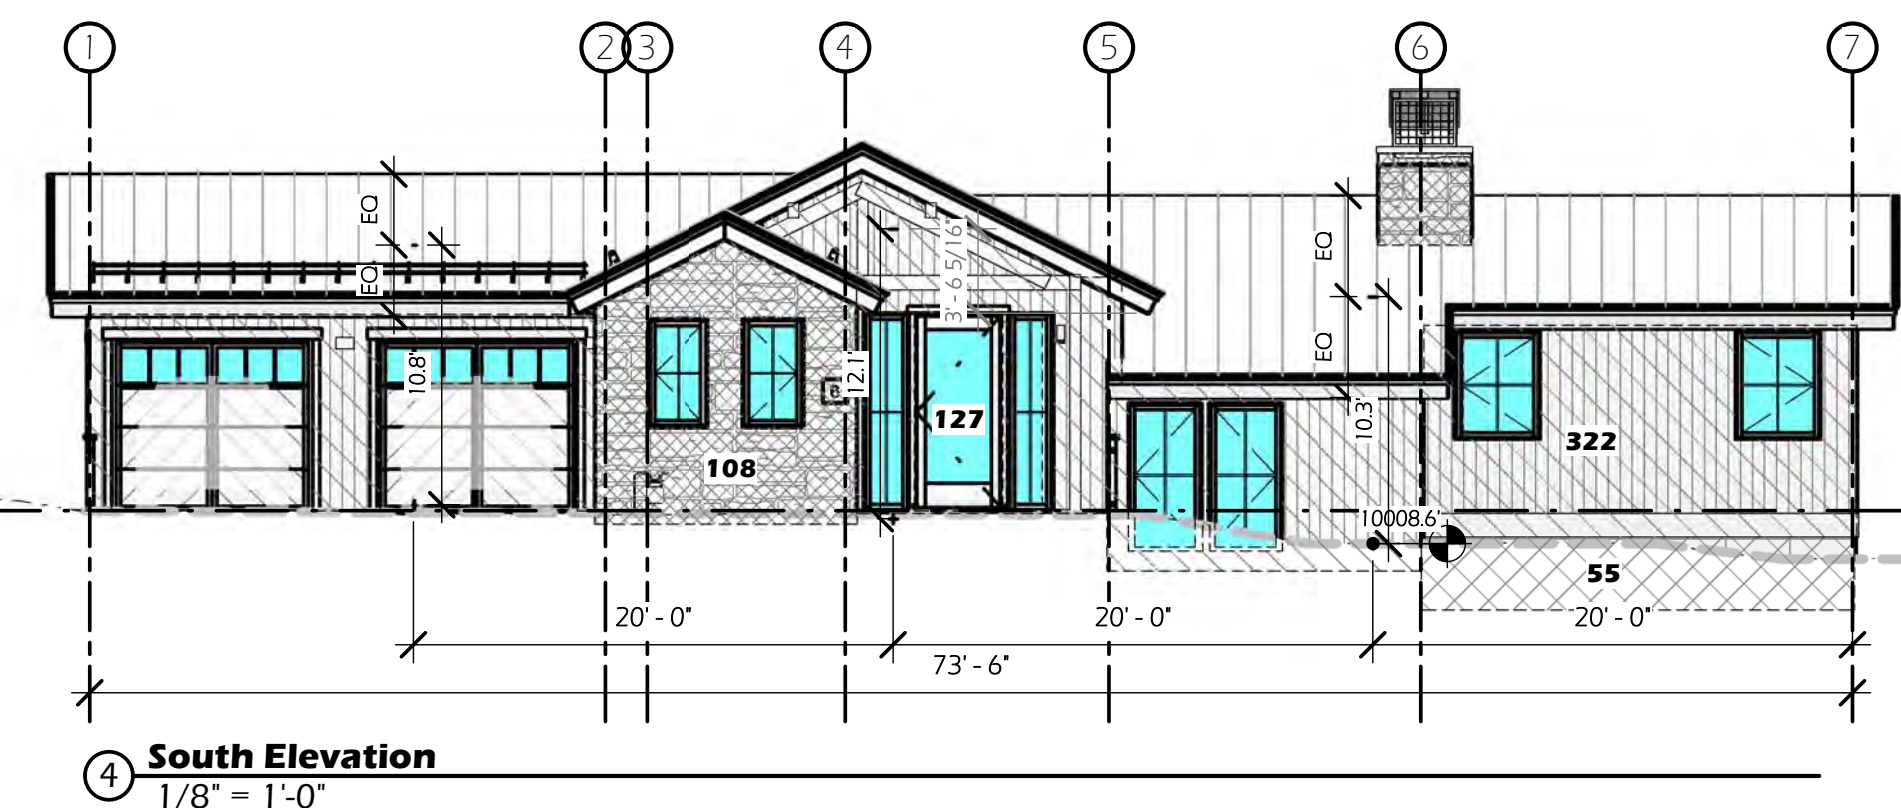 1 2 3 4 5 6 7
EQ
EQ
3' - 6 5/16"
EQ
EQ
10.8'
12.1'
8
127
10.3'
322
108
10008.6'
55
20' - 0" 20' - 0" 20' - 0"
73' - 6"
4 South Elevation
1/8" = 1'-0"